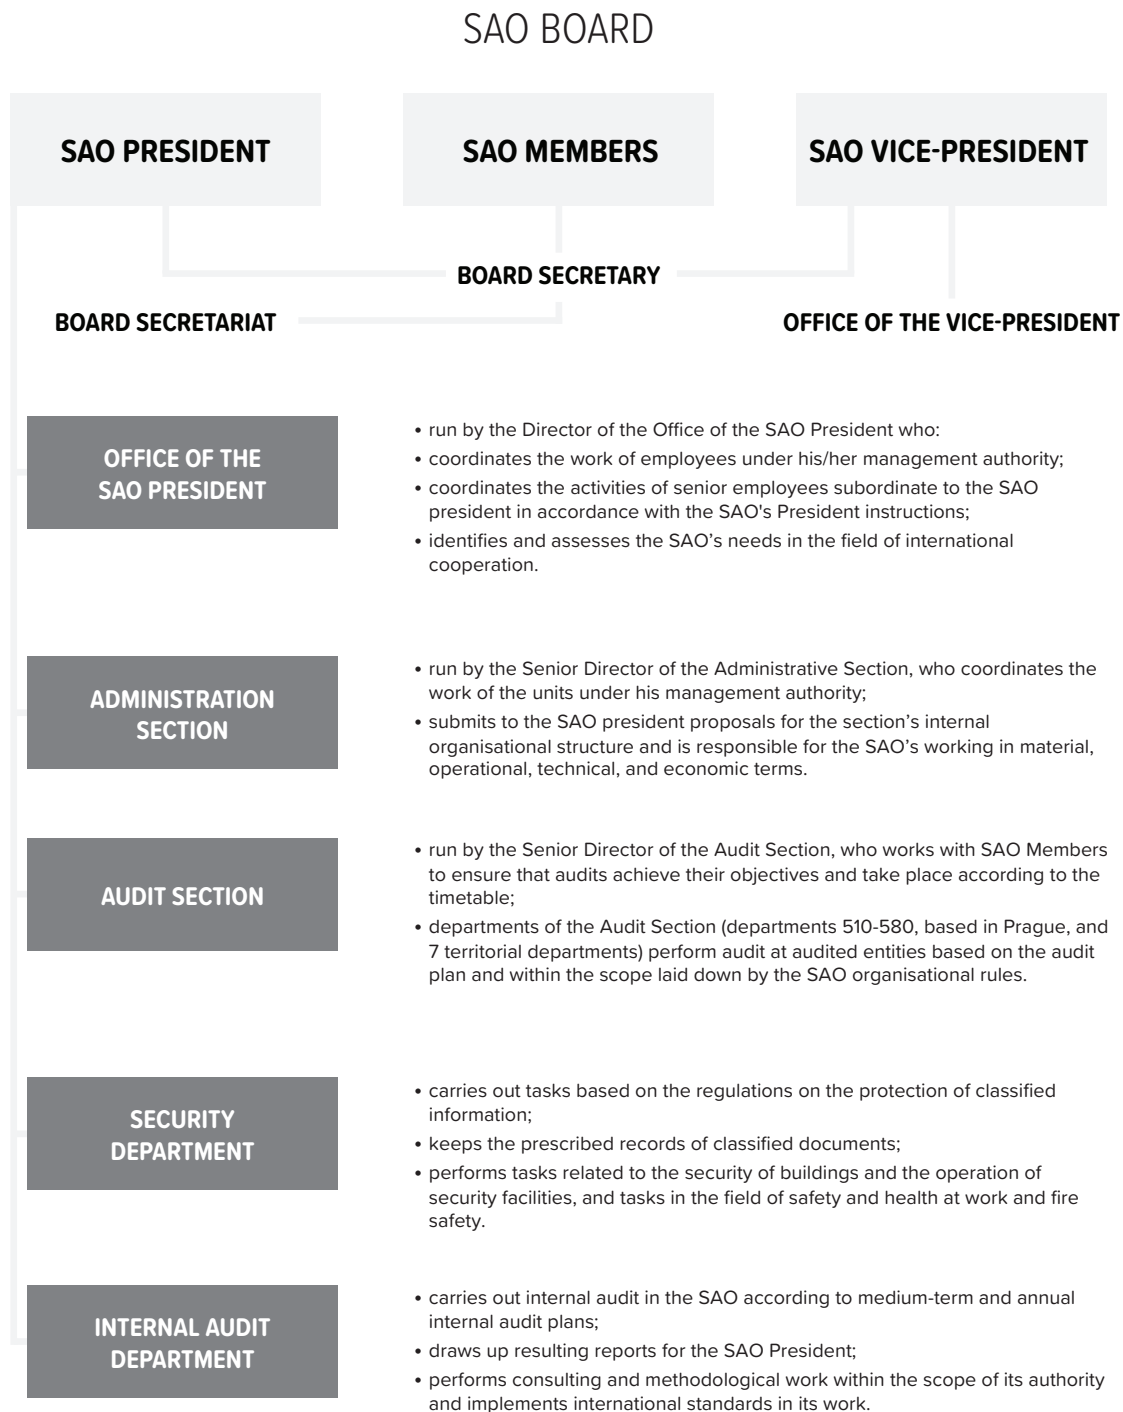 SAO BOARD
SAO PRESIDENT
SAO MEMBERS
SAO VICE-PRESIDENT
BOARD SECRETARY
BOARD SECRETARIAT
OFFICE OF THE VICE-PRESIDENT
OFFICE OF THE
SAO PRESIDENT
• run by the Director of the Office of the SAO President who:
• coordinates the work of employees under his/her management authority;
• coordinates the activities of senior employees subordinate to the SAO
president in accordance with the SAO's President instructions;
• identifies and assesses the SAO’s needs in the field of international
cooperation.
ADMINISTRATION
SECTION
• run by the Senior Director of the Administrative Section, who coordinates the
work of the units under his management authority;
• submits to the SAO president proposals for the section’s internal
organisational structure and is responsible for the SAO’s working in material,
operational, technical, and economic terms.
AUDIT SECTION
• run by the Senior Director of the Audit Section, who works with SAO Members
to ensure that audits achieve their objectives and take place according to the
timetable;
• departments of the Audit Section (departments 510-580, based in Prague, and
7 territorial departments) perform audit at audited entities based on the audit
plan and within the scope laid down by the SAO organisational rules.
SECURITY
DEPARTMENT
• carries out tasks based on the regulations on the protection of classified
information;
• keeps the prescribed records of classified documents;
• performs tasks related to the security of buildings and the operation of
security facilities, and tasks in the field of safety and health at work and fire
safety.
INTERNAL AUDIT
DEPARTMENT
• carries out internal audit in the SAO according to medium-term and annual
internal audit plans;
• draws up resulting reports for the SAO President;
• performs consulting and methodological work within the scope of its authority
and implements international standards in its work.